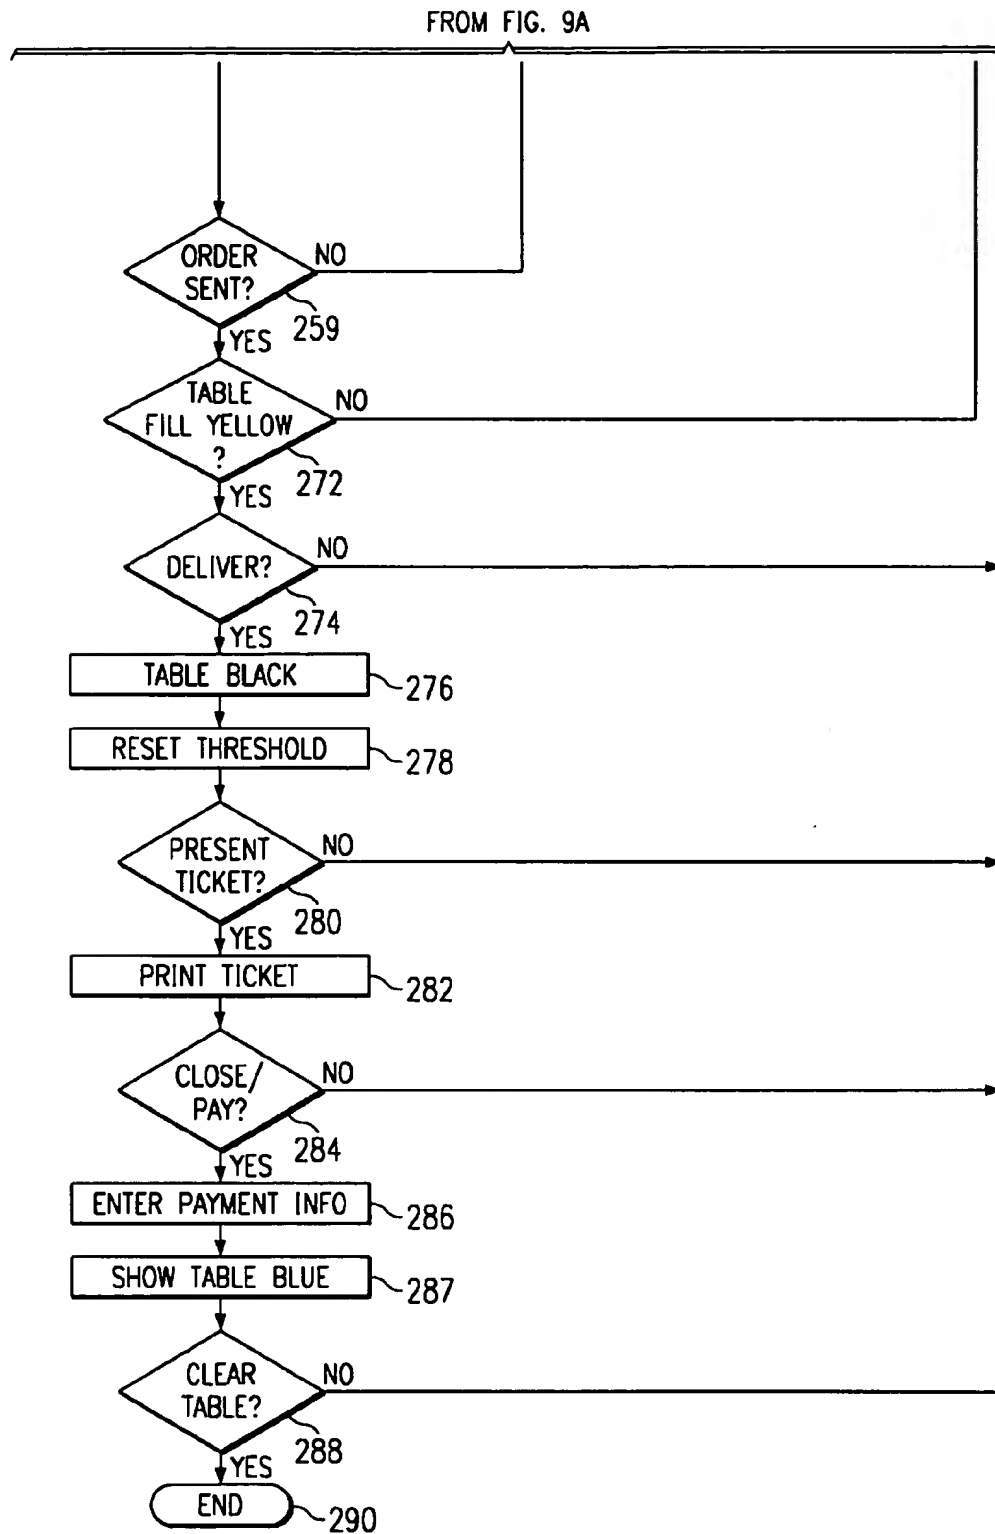 FROM FIG. 9A
ORDER
SENT?
NO
259
YES
TABLE
FILL YELLOW
?
NO
272
YES
DELIVER?
NO
274
YES
TABLE BLACK
276
RESET THRESHOLD
278
PRESENT
TICKET?
NO
280
YES
PRINT TICKET
282
CLOSE/
PAY?
NO
284
YES
ENTER PAYMENT INFO
286
SHOW TABLE BLUE
287
CLEAR
TABLE?
NO
288
YES
END
290